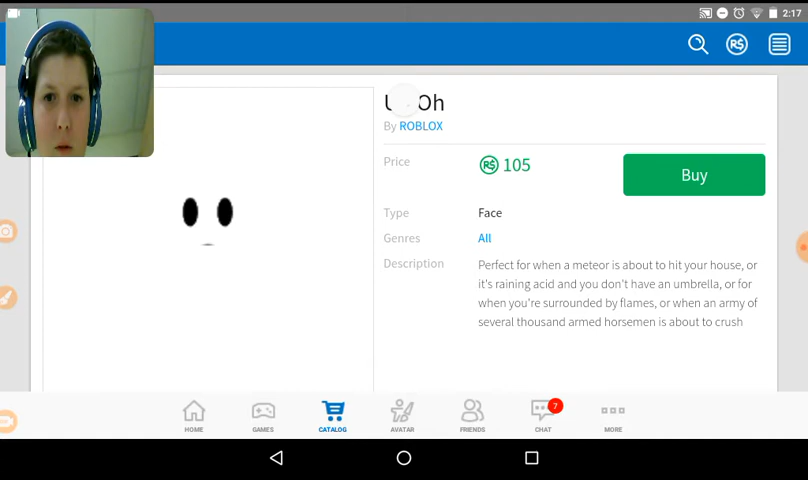 2:17
Oh
By ROBLOX
Price
R$ 105
Buy
Type
Face
Genres
All
Description
Perfect for when a meteor is about to hit your house, or
it's raining acid and you don't have an umbrella, or for
when you're surrounded by flames, or when an army of
several thousand armed horsemen is about to crush
7
HOME
GAMES
CATALOG
AVATAR
FRIENDS
CHAT
MORE